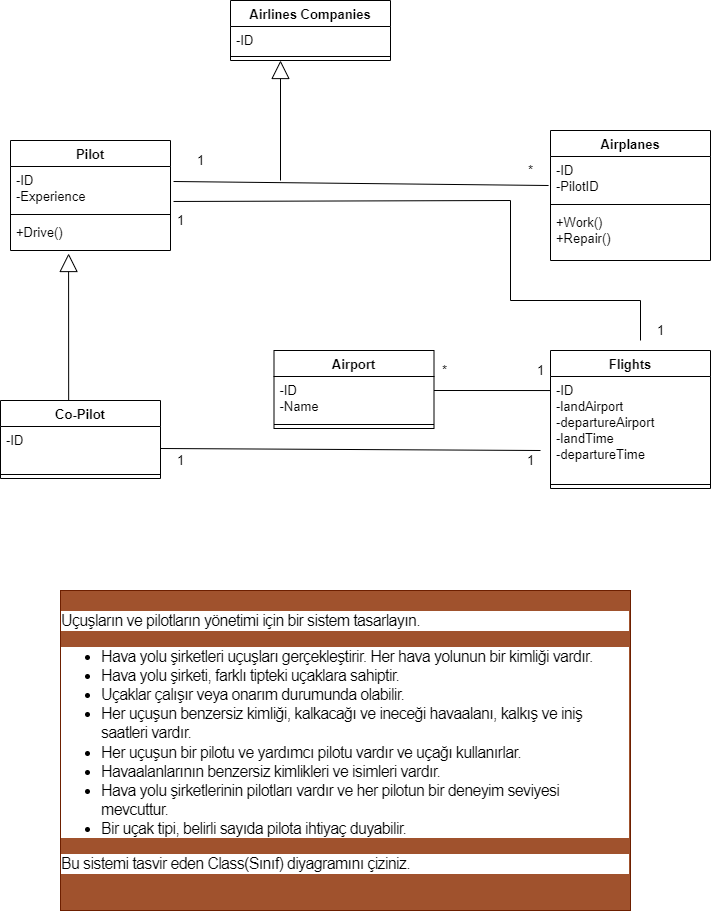 Airlines Companies
-ID
Pilot
-ID
-Experience
+Drive()
1
*
1
Airplanes
-ID
-PilotID
+Work()
+Repair()
1
Airport
-ID
-Name
*
1
Flights
-ID
-landAirport
-departureAirport
-landTime
-departureTime
Co-Pilot
-ID
1
1
Uçuşların ve pilotların yönetimi için bir sistem tasarlayın.
• Hava yolu şirketleri uçuşları gerçekleştirir. Her hava yolunun bir kimliği vardır.
• Hava yolu şirketi, farklı tipteki uçaklara sahiptir.
• Uçaklar çalışır veya onarım durumunda olabilir.
• Her uçuşun benzersiz kimliği, kalkacağı ve ineceği havaalanı, kalkış ve iniş
saatleri vardır.
• Her uçuşun bir pilotu ve yardımcı pilotu vardır ve uçağı kullanırlar.
• Havaalanlarının benzersiz kimlikleri ve isimleri vardır.
• Hava yolu şirketlerinin pilotları vardır ve her pilotun bir deneyim seviyesi
mevcuttur.
• Bir uçak tipi, belirli sayıda pilota ihtiyaç duyabilir.
Bu sistemi tasvir eden Class(Sınıf) diyagramını çiziniz.